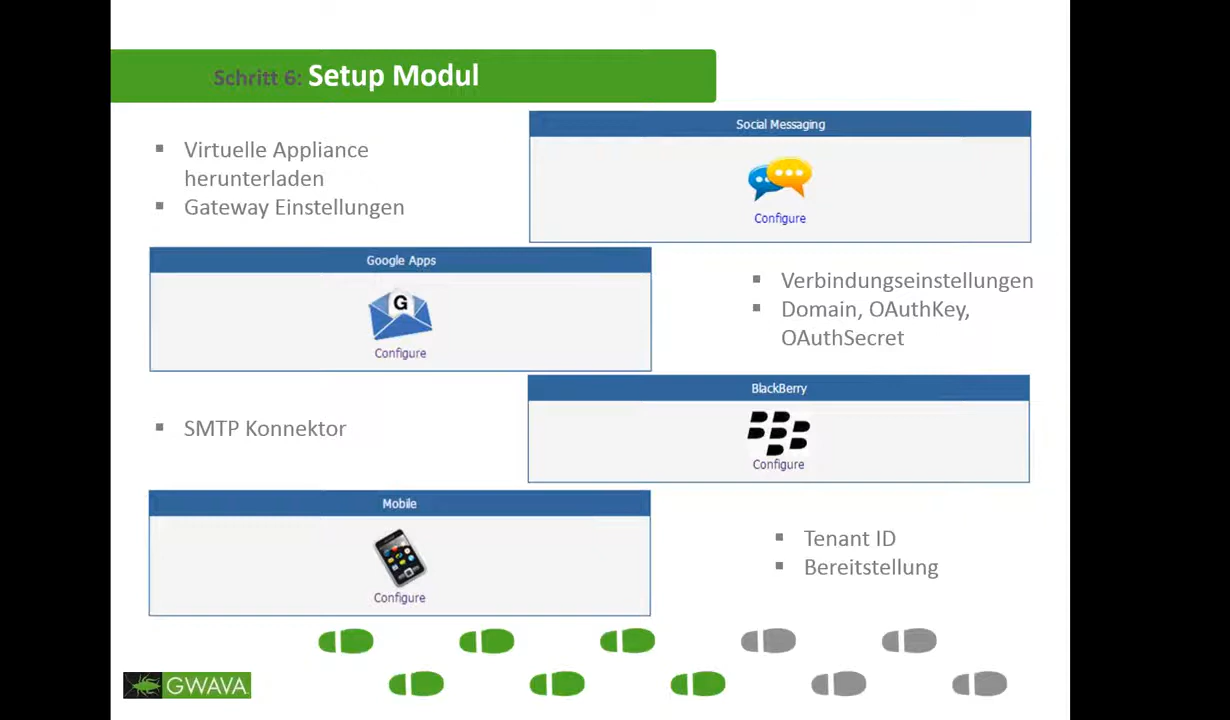 Schritt 6: Setup Modul
Virtuelle Appliance
herunterladen
Gateway Einstellungen
Social Messaging
Configure
Google Apps
G
Configure
Verbindungseinstellungen
Domain, OAuthKey,
OAuthSecret
SMTP Konnektor
BlackBerry
Configure
Mobile
Configure
Tenant ID
Bereitstellung
GWAVA